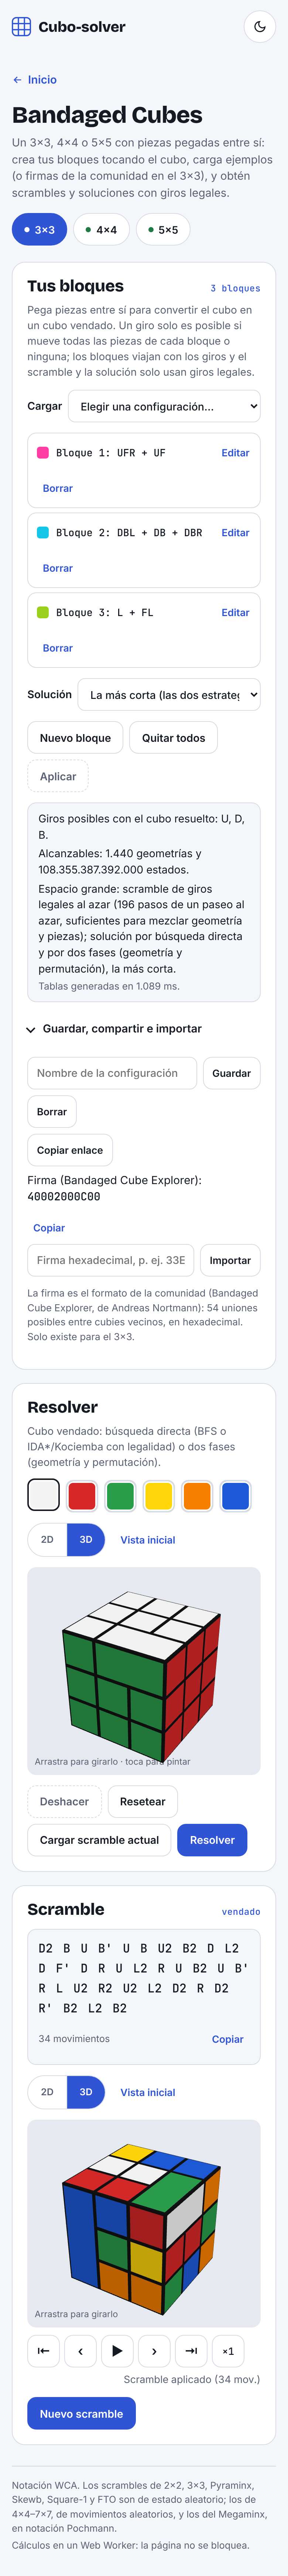 Cubo-solver
← Inicio
Bandaged Cubes
Un 3×3, 4×4 o 5×5 con piezas pegadas entre sí:
crea tus bloques tocando el cubo, carga ejemplos
(o firmas de la comunidad en el 3×3), y obtén
scrambles y soluciones con giros legales.
3×3 4×4 5×5
Tus bloques 3 bloques
Pega piezas entre sí para convertir el cubo en
un cubo vendado. Un giro solo es posible si
mueve todas las piezas de cada bloque o
ninguna; los bloques viajan con los giros y el
scramble y la solución solo usan giros legales.
Cargar Elegir una configuración...
Bloque 1: UFR + UF Editar
Borrar
Bloque 2: DBL + DB + DBR Editar
Borrar
Bloque 3: L + FL Editar
Borrar
Solución La más corta (las dos estrateg
Nuevo bloque Quitar todos
Aplicar
Giros posibles con el cubo resuelto: U, D,
B.
Alcanzables: 1.440 geometrías y
108.355.387.392.000 estados.
Espacio grande: scramble de giros
legales al azar (196 pasos de un paseo al
azar, suficientes para mezclar geometría
y piezas); solución por búsqueda directa
y por dos fases (geometría y
permutación), la más corta.
Tablas generadas en 1.089 ms.
Guardar, compartir e importar
Nombre de la configuración Guardar
Borrar
Copiar enlace
Firma (Bandaged Cube Explorer):
40002000C00
Copiar
Firma hexadecimal, p. ej. 33E Importar
La firma es el formato de la comunidad (Bandaged
Cube Explorer, de Andreas Nortmann): 54 uniones
posibles entre cubies vecinos, en hexadecimal.
Solo existe para el 3×3.
Resolver
Cubo vendado: búsqueda directa (BFS o
IDA*/Kociemba con legalidad) o dos fases
(geometría y permutación).
2D 3D Vista inicial
Arrastra para girarlo · toca para pintar
Deshacer Resetear
Cargar scramble actual Resolver
Scramble vendado
D2 B U B' U B U2 B2 D L2
D F' D R U L2 R U B2 U B'
R L U2 R2 U2 L2 D2 R D2
R' B2 L2 B2
34 movimientos Copiar
2D 3D Vista inicial
Arrastra para girarlo
×1
Scramble aplicado (34 mov.)
Nuevo scramble
Notación WCA. Los scrambles de 2×2, 3×3, Pyraminx,
Skewb, Square-1 y FTO son de estado aleatorio; los de
4×4–7×7, de movimientos aleatorios, y los del Megaminx,
en notación Pochmann.
Cálculos en un Web Worker: la página no se bloquea.